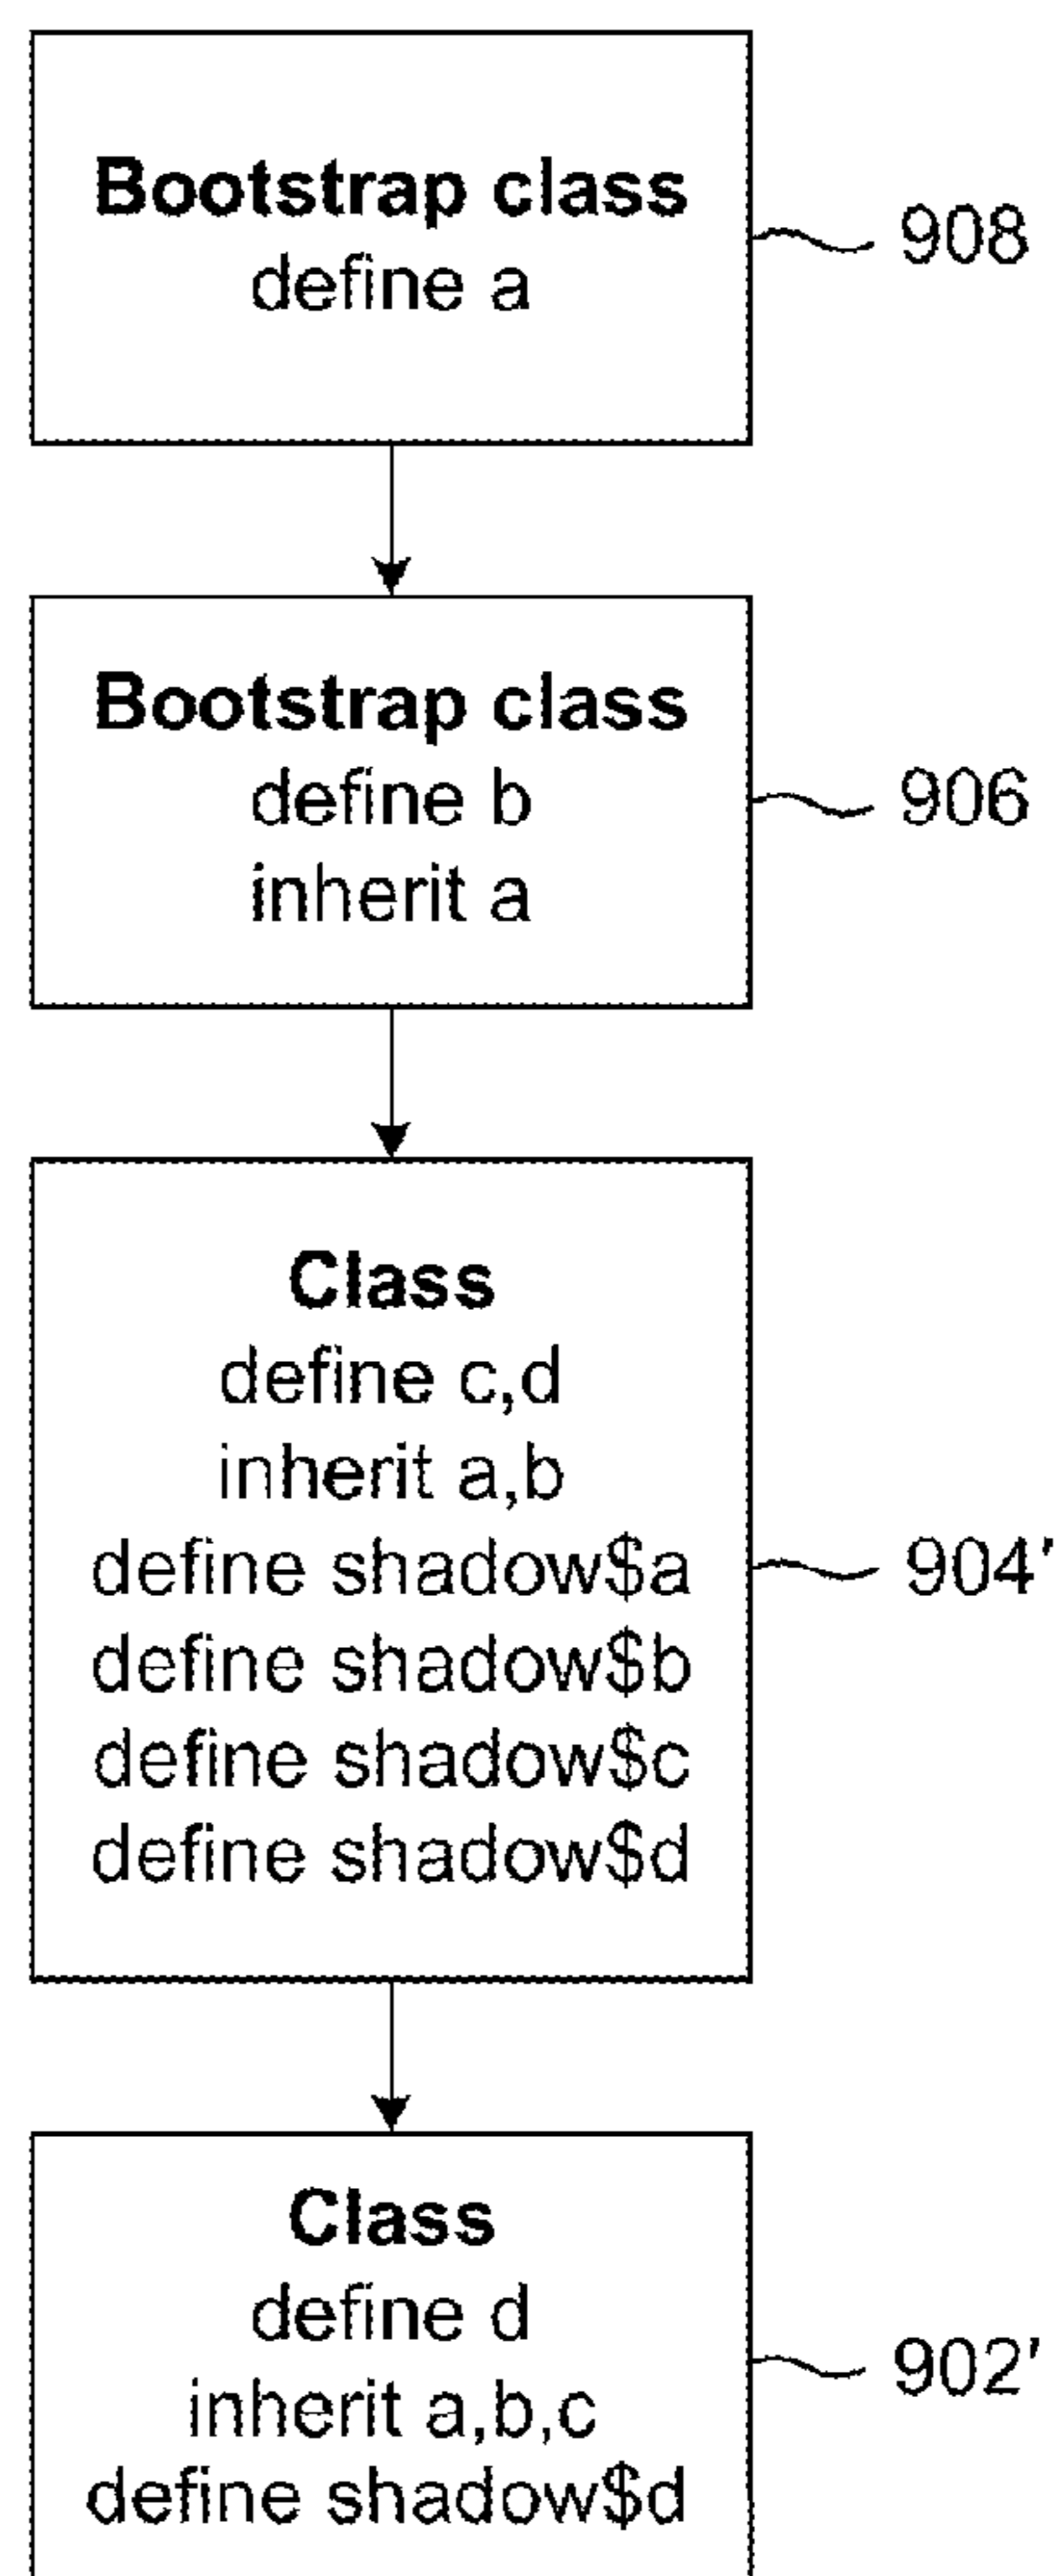 Bootstrap class
define a
908
Bootstrap class
define b
inherit a
906
Class
define c,d
inherit a,b
define shadow$a
define shadow$b
define shadow$c
define shadow$d
904'
Class
define d
inherit a,b,c
define shadow$d
902'